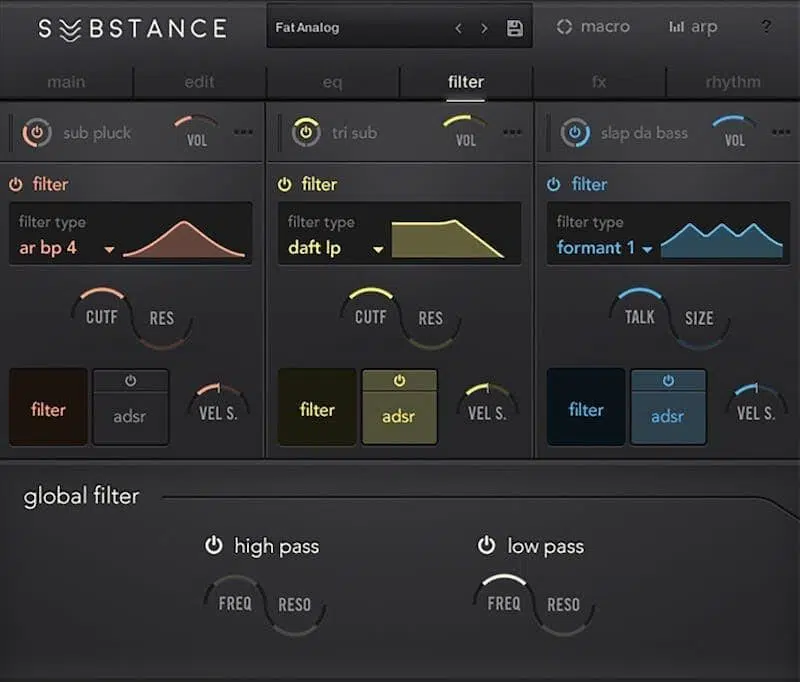 SUBSTANCE
Fat Analog
macro
arp
?
main edit eq filter fx rhythm
sub pluck VOL
tri sub VOL
slap da bass VOL
filter
filter
filter
filter type
ar bp 4
filter type
daft lp
filter type
formant 1
CUTF RES
CUTF RES
TALK SIZE
filter adsr VEL S.
filter adsr VEL S.
filter adsr VEL S.
global filter
high pass
low pass
FREQ RESO
FREQ RESO